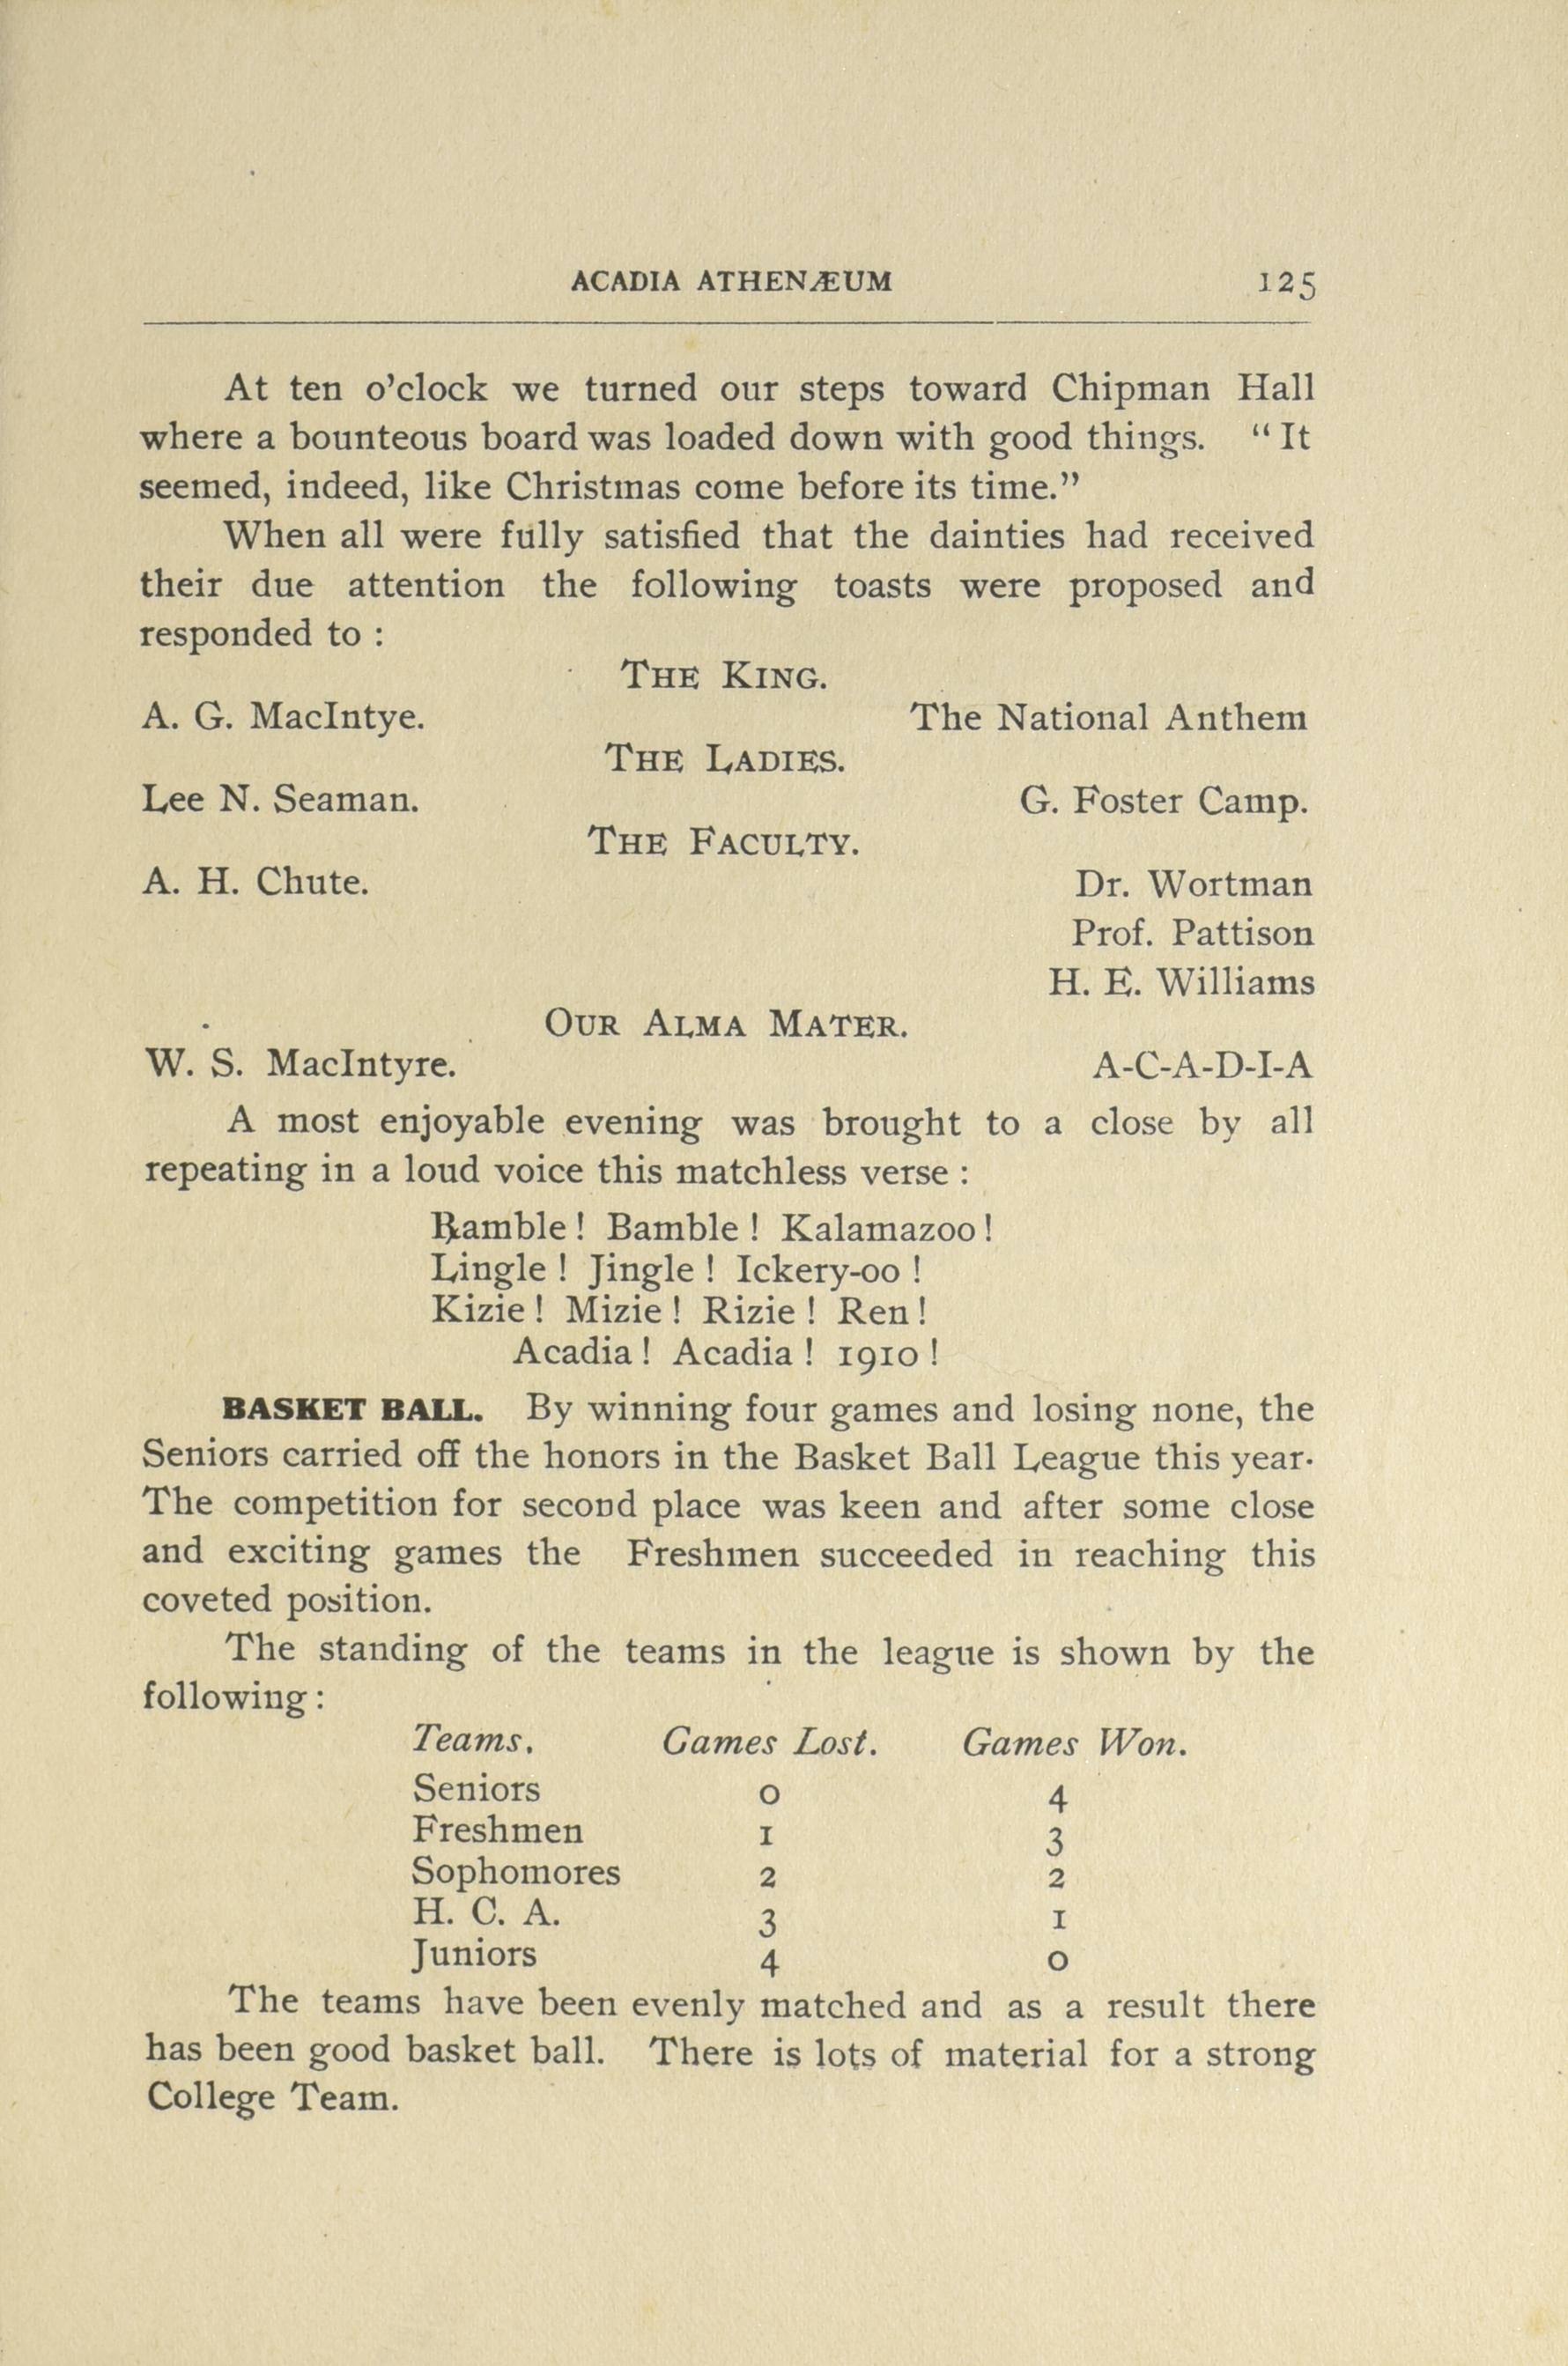 ACADIA ATHENÆUM 125
At ten o'clock we turned our steps toward Chipman Hall
where a bounteous board was loaded down with good things. "It
seemed, indeed, like Christmas come before its time."
When all were fully satisfied that the dainties had received
their due attention the following toasts were proposed and
responded to :
THE KING.
A. G. MacIntye. The National Anthem
THE LADIES.
Lee N. Seaman. G. Foster Camp.
THE FACULTY.
A. H. Chute. Dr. Wortman
Prof. Pattison
H. E. Williams
OUR ALMA MATER.
W. S. MacIntyre. A-C-A-D-I-A
A most enjoyable evening was brought to a close by all
repeating in a loud voice this matchless verse :
Ramble ! Bamble ! Kalamazoo !
Lingle ! Jingle ! Ickery-oo !
Kizie ! Mizie ! Rizie ! Ren !
Acadia ! Acadia ! 1910 !
BASKET BALL. By winning four games and losing none, the
Seniors carried off the honors in the Basket Ball League this year.
The competition for second place was keen and after some close
and exciting games the Freshmen succeeded in reaching this
coveted position.
The standing of the teams in the league is shown by the
following :
Teams. Games Lost. Games Won.
Seniors 0 4
Freshmen 1 3
Sophomores 2 2
H. C. A. 3 1
Juniors 4 0
The teams have been evenly matched and as a result there
has been good basket ball. There is lots of material for a strong
College Team.